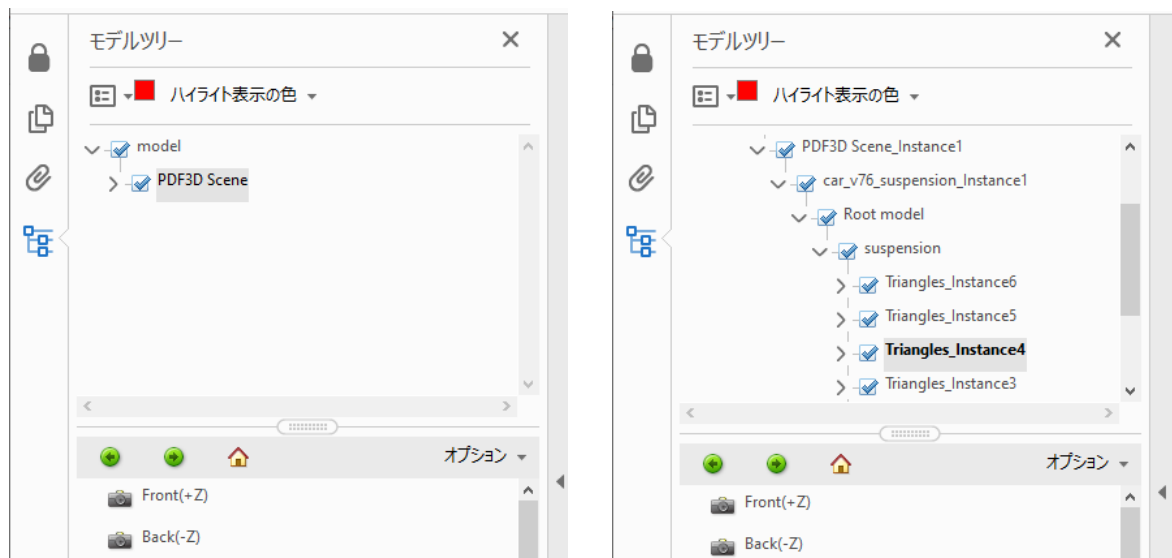 モデルツリー
ハイライト表示の色
model
PDF3D Scene
オプション
Front(+Z)
Back(-Z)
モデルツリー
ハイライト表示の色
PDF3D Scene_Instance1
car_v76_suspension_Instance1
Root model
suspension
Triangles_Instance6
Triangles_Instance5
Triangles_Instance4
Triangles_Instance3
オプション
Front(+Z)
Back(-Z)